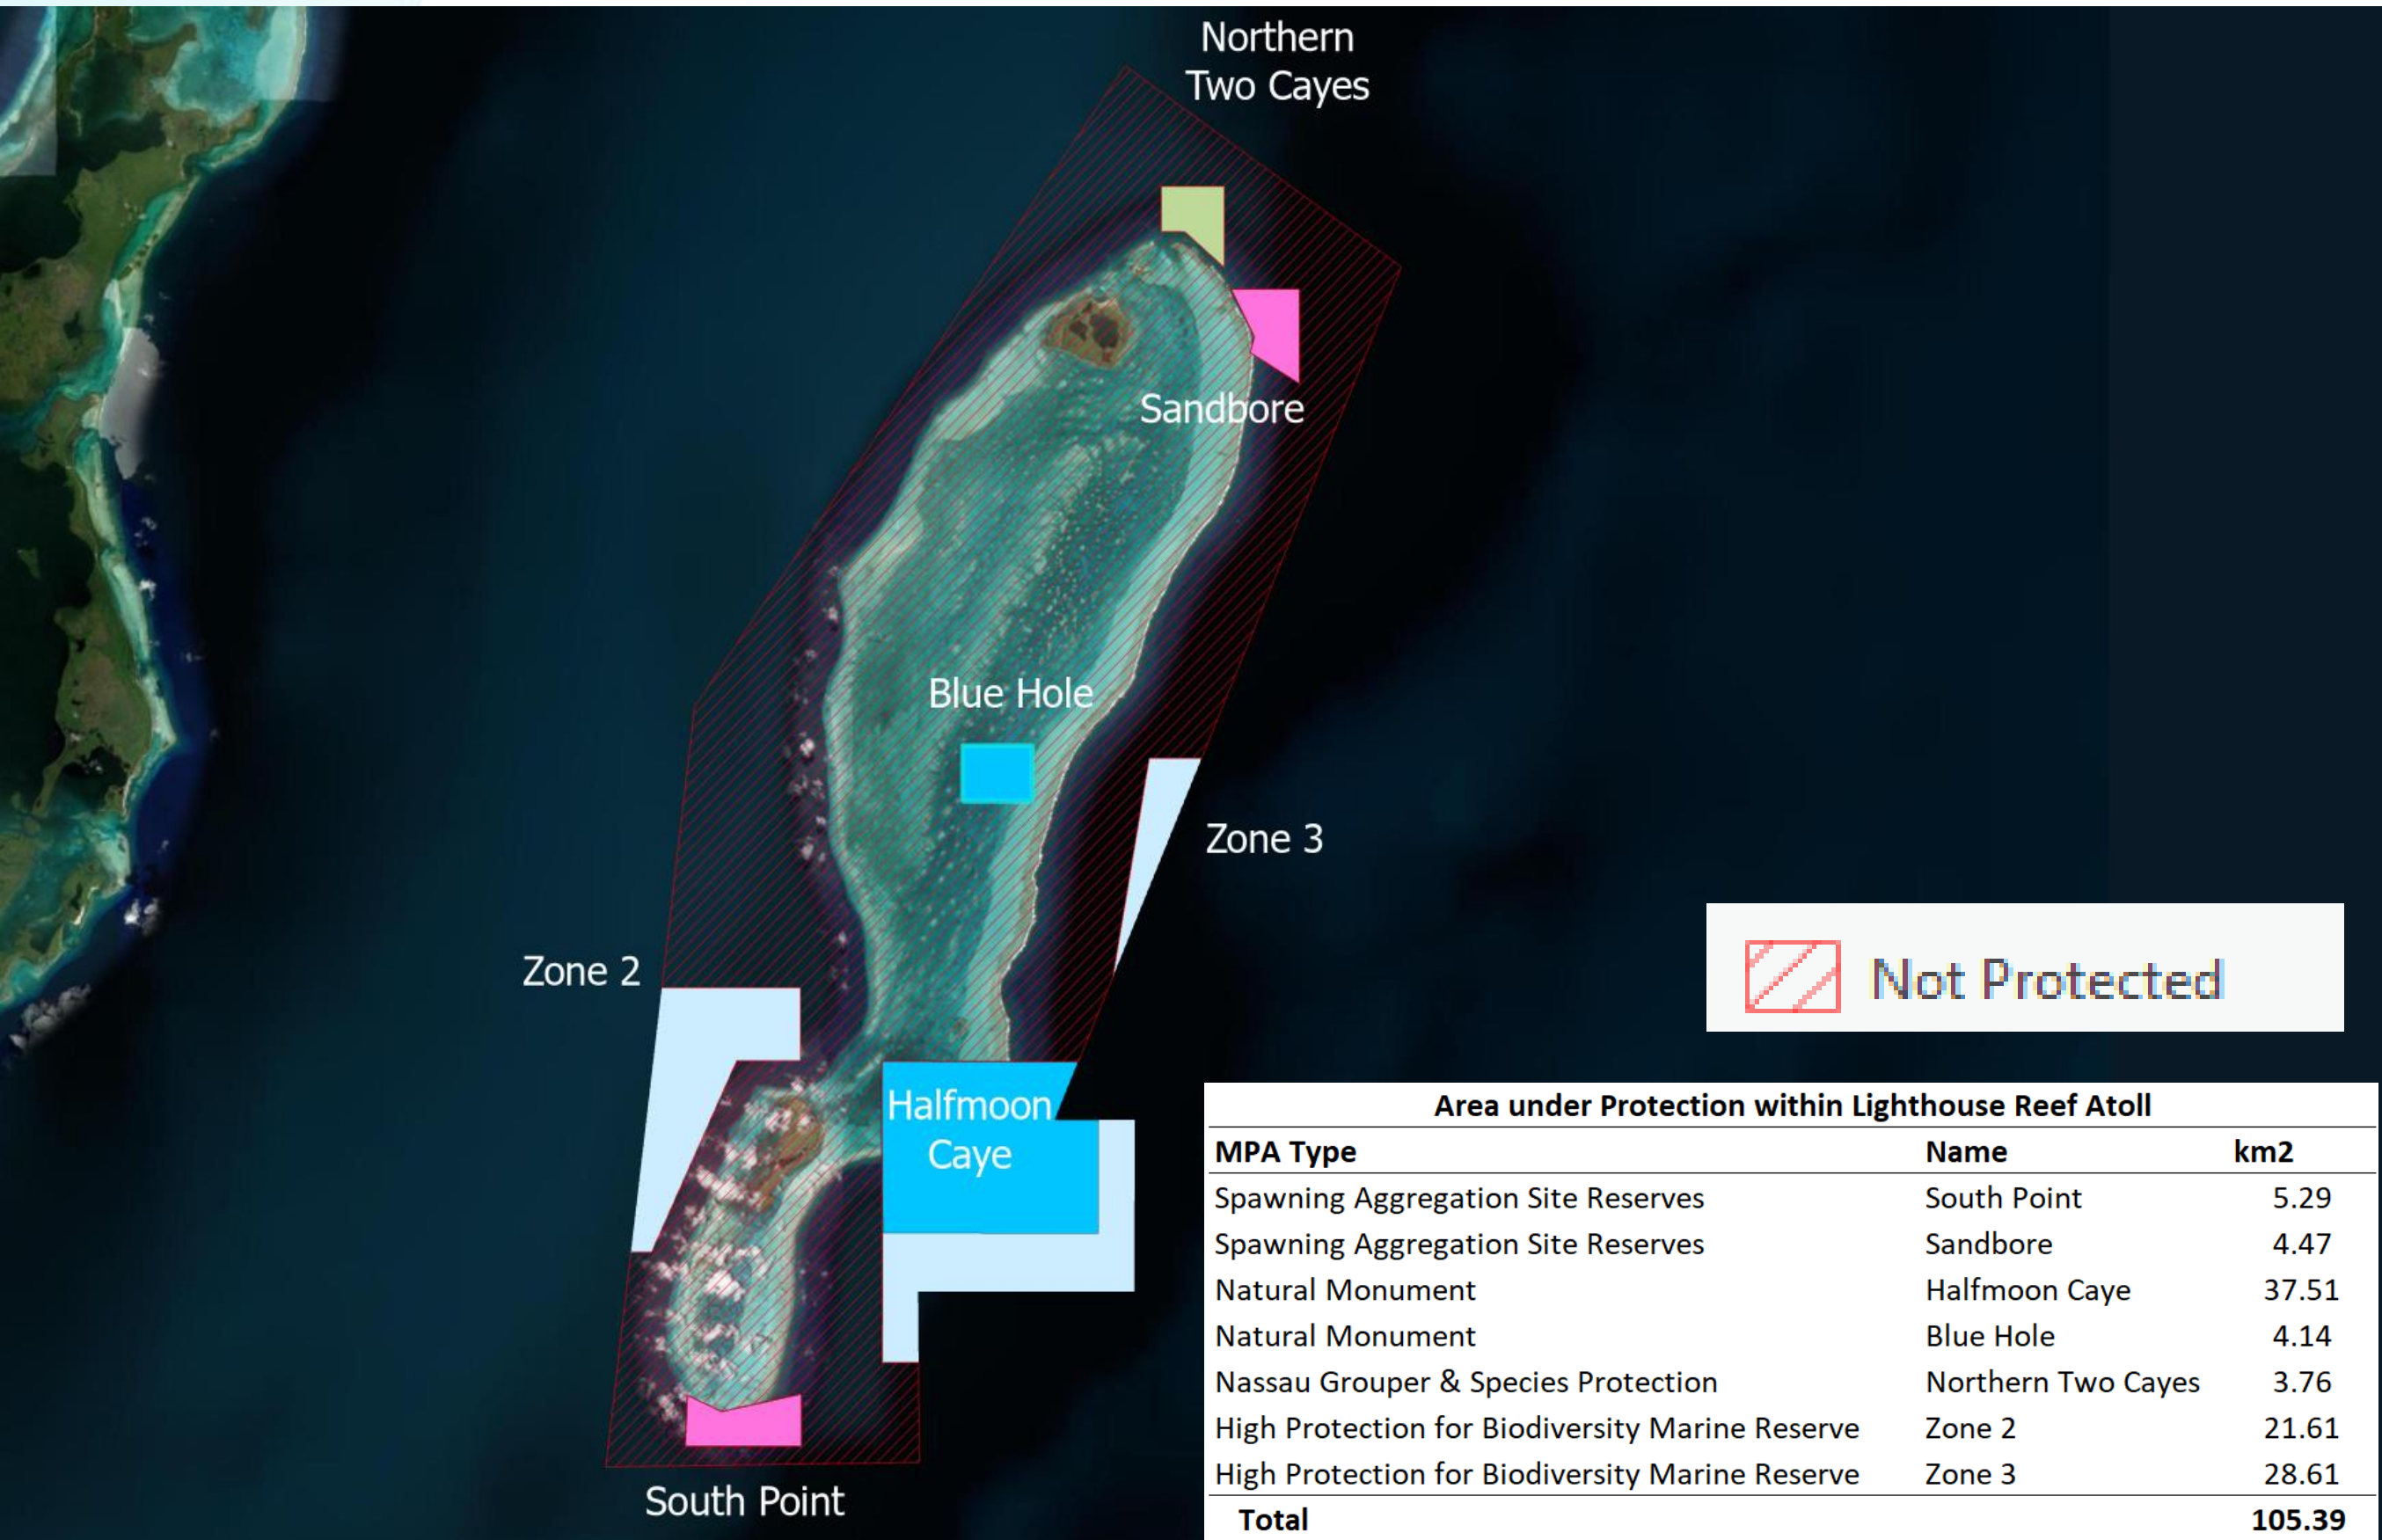 Northern
Two Cayes
Sandbore
Blue Hole
Zone 3
Zone 2
Not Protected
Halfmoon
Caye
South Point
Area under Protection within Lighthouse Reef Atoll
MPA Type Name km2
Spawning Aggregation Site Reserves South Point 5.29
Spawning Aggregation Site Reserves Sandbore 4.47
Natural Monument Halfmoon Caye 37.51
Natural Monument Blue Hole 4.14
Nassau Grouper & Species Protection Northern Two Cayes 3.76
High Protection for Biodiversity Marine Reserve Zone 2 21.61
High Protection for Biodiversity Marine Reserve Zone 3 28.61
Total 105.39